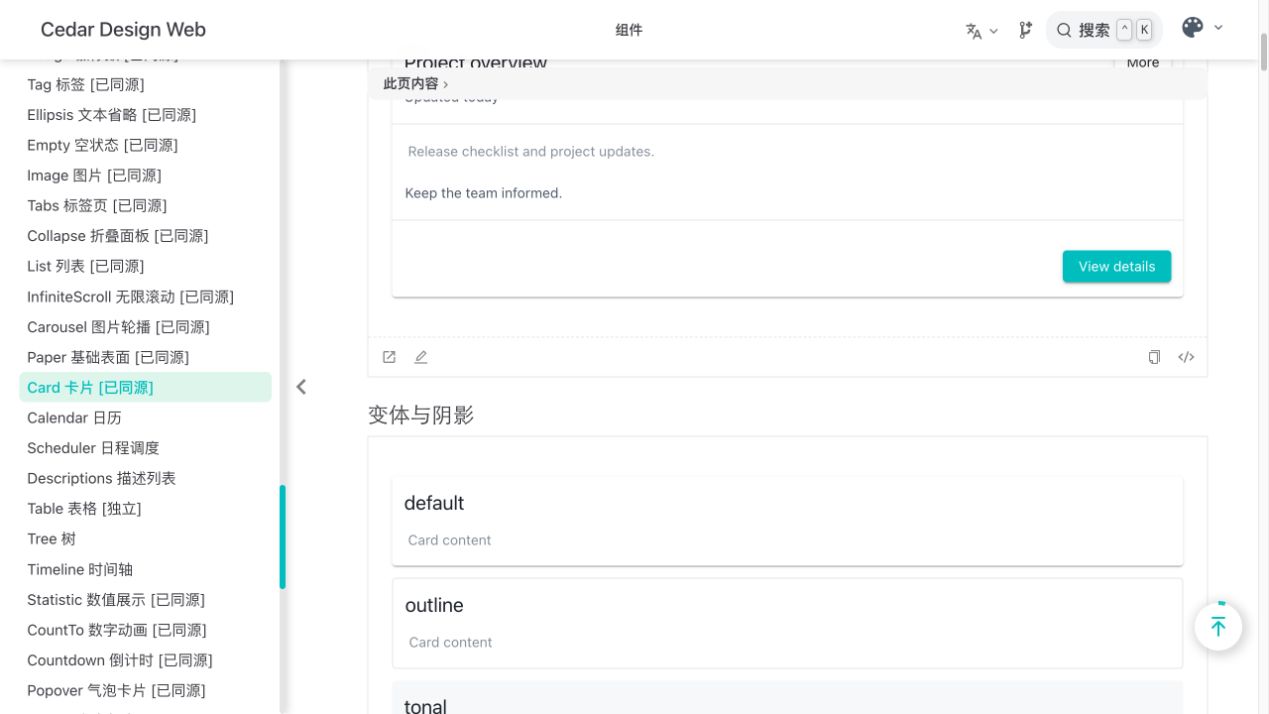 Cedar Design Web
组件
搜索 ^ K
Tag 标签 [已同源]
Ellipsis 文本省略 [已同源]
Empty 空状态 [已同源]
Image 图片 [已同源]
Tabs 标签页 [已同源]
Collapse 折叠面板 [已同源]
List 列表 [已同源]
InfiniteScroll 无限滚动 [已同源]
Carousel 图片轮播 [已同源]
Paper 基础表面 [已同源]
Card 卡片 [已同源]
Calendar 日历
Scheduler 日程调度
Descriptions 描述列表
Table 表格 [独立]
Tree 树
Timeline 时间轴
Statistic 数值展示 [已同源]
CountTo 数字动画 [已同源]
Countdown 倒计时 [已同源]
Popover 气泡卡片 [已同源]
Project overview
More
此页内容 ›
Updated today
Release checklist and project updates.
Keep the team informed.
View details
变体与阴影
default
Card content
outline
Card content
tonal